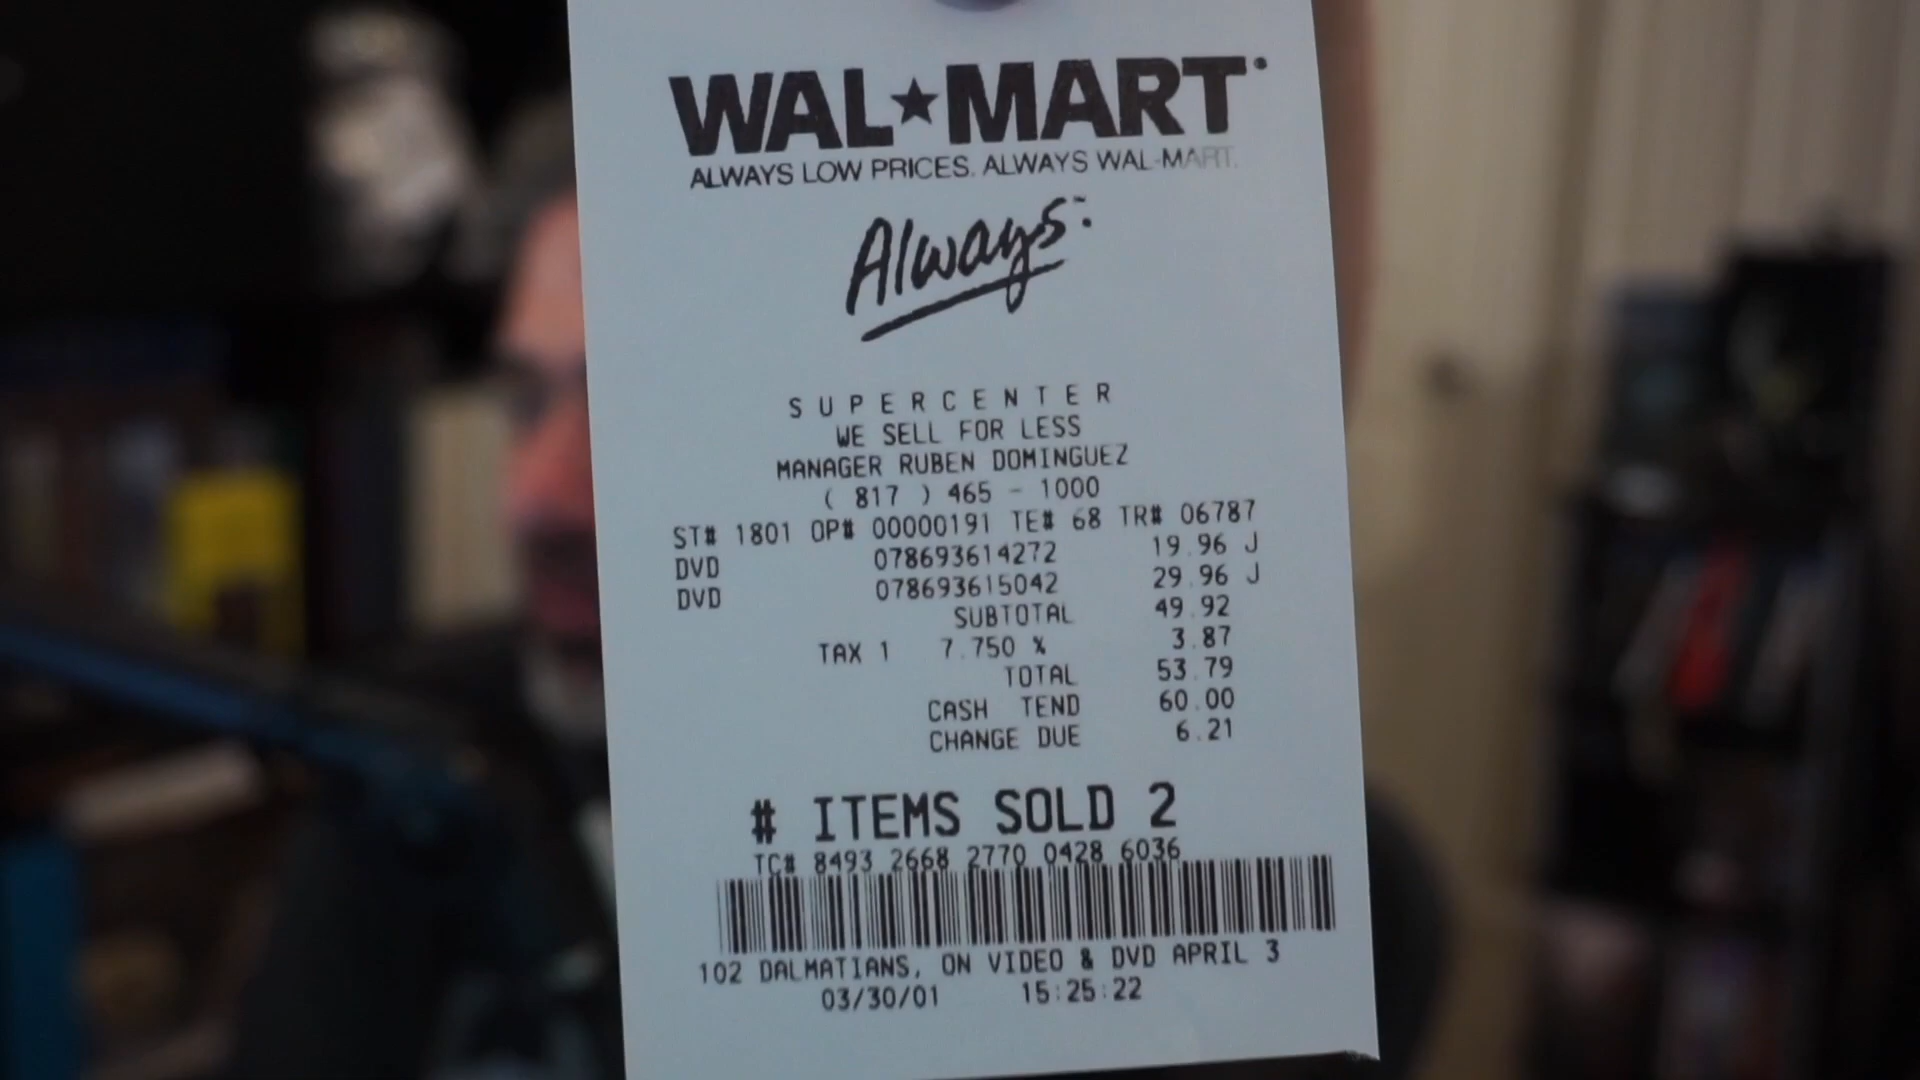 WAL★MART®
ALWAYS LOW PRICES. ALWAYS WAL-MART.
Always.
SUPERCENTER
WE SELL FOR LESS
MANAGER RUBEN DOMINGUEZ
( 817 ) 465 - 1000
ST# 1801 OP# 00000191 TE# 68 TR# 06787
DVD 078693614272 19.96 J
DVD 078693615042 29.96 J
SUBTOTAL 49.92
TAX 1 7.750 % 3.87
TOTAL 53.79
CASH TEND 60.00
CHANGE DUE 6.21
# ITEMS SOLD 2
TC# 8493 2668 2770 0428 6036
102 DALMATIANS, ON VIDEO & DVD APRIL 3
03/30/01 15:25:22